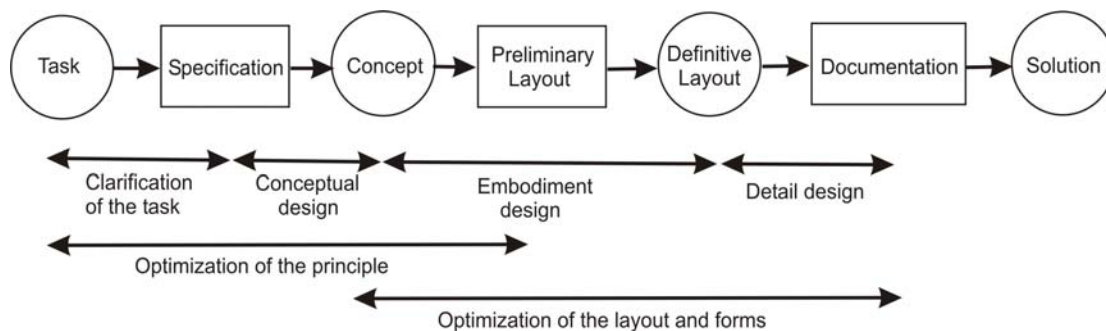 Task
Specification
Concept
Preliminary
Layout
Definitive
Layout
Documentation
Solution
Clarification
of the task
Conceptual
design
Embodiment
design
Detail design
Optimization of the principle
Optimization of the layout and forms